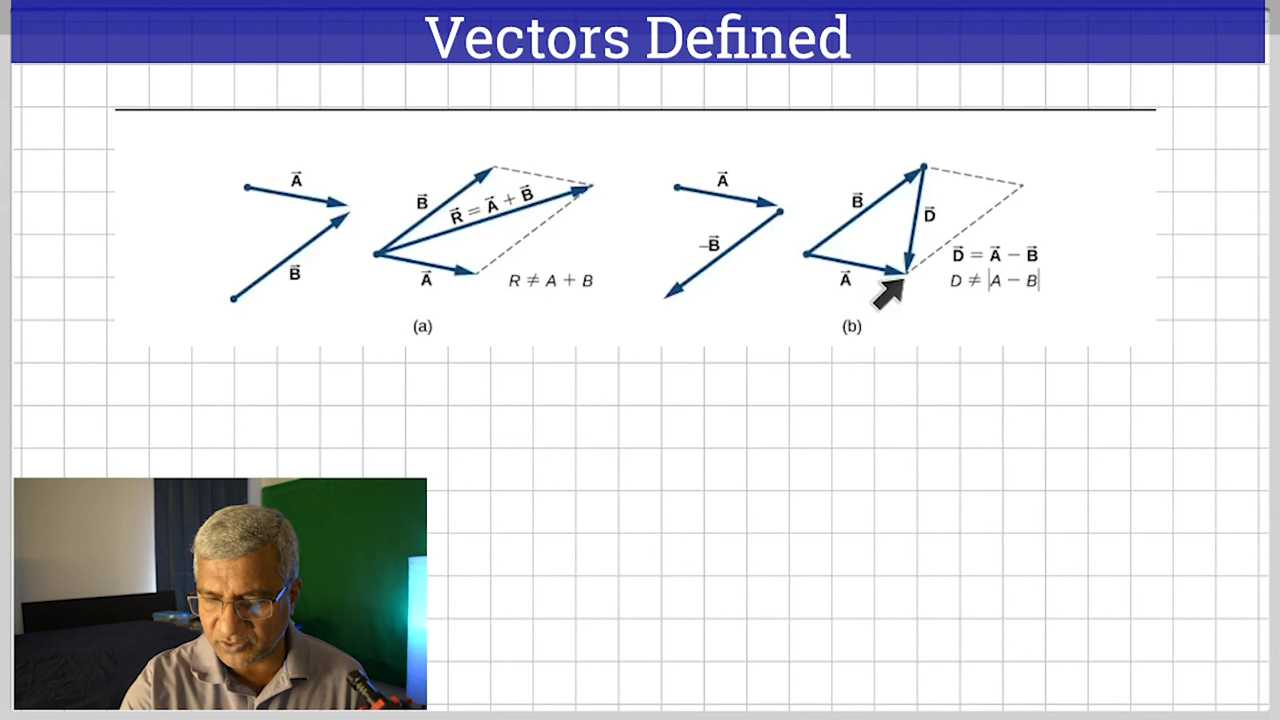 Vectors Defined
A⃗
B⃗
B⃗
R⃗ = A⃗ + B⃗
A⃗
R ≠ A + B
(a)
A⃗
–B⃗
B⃗
D⃗
A⃗
D⃗ = A⃗ − B⃗
D ≠ |A − B|
(b)